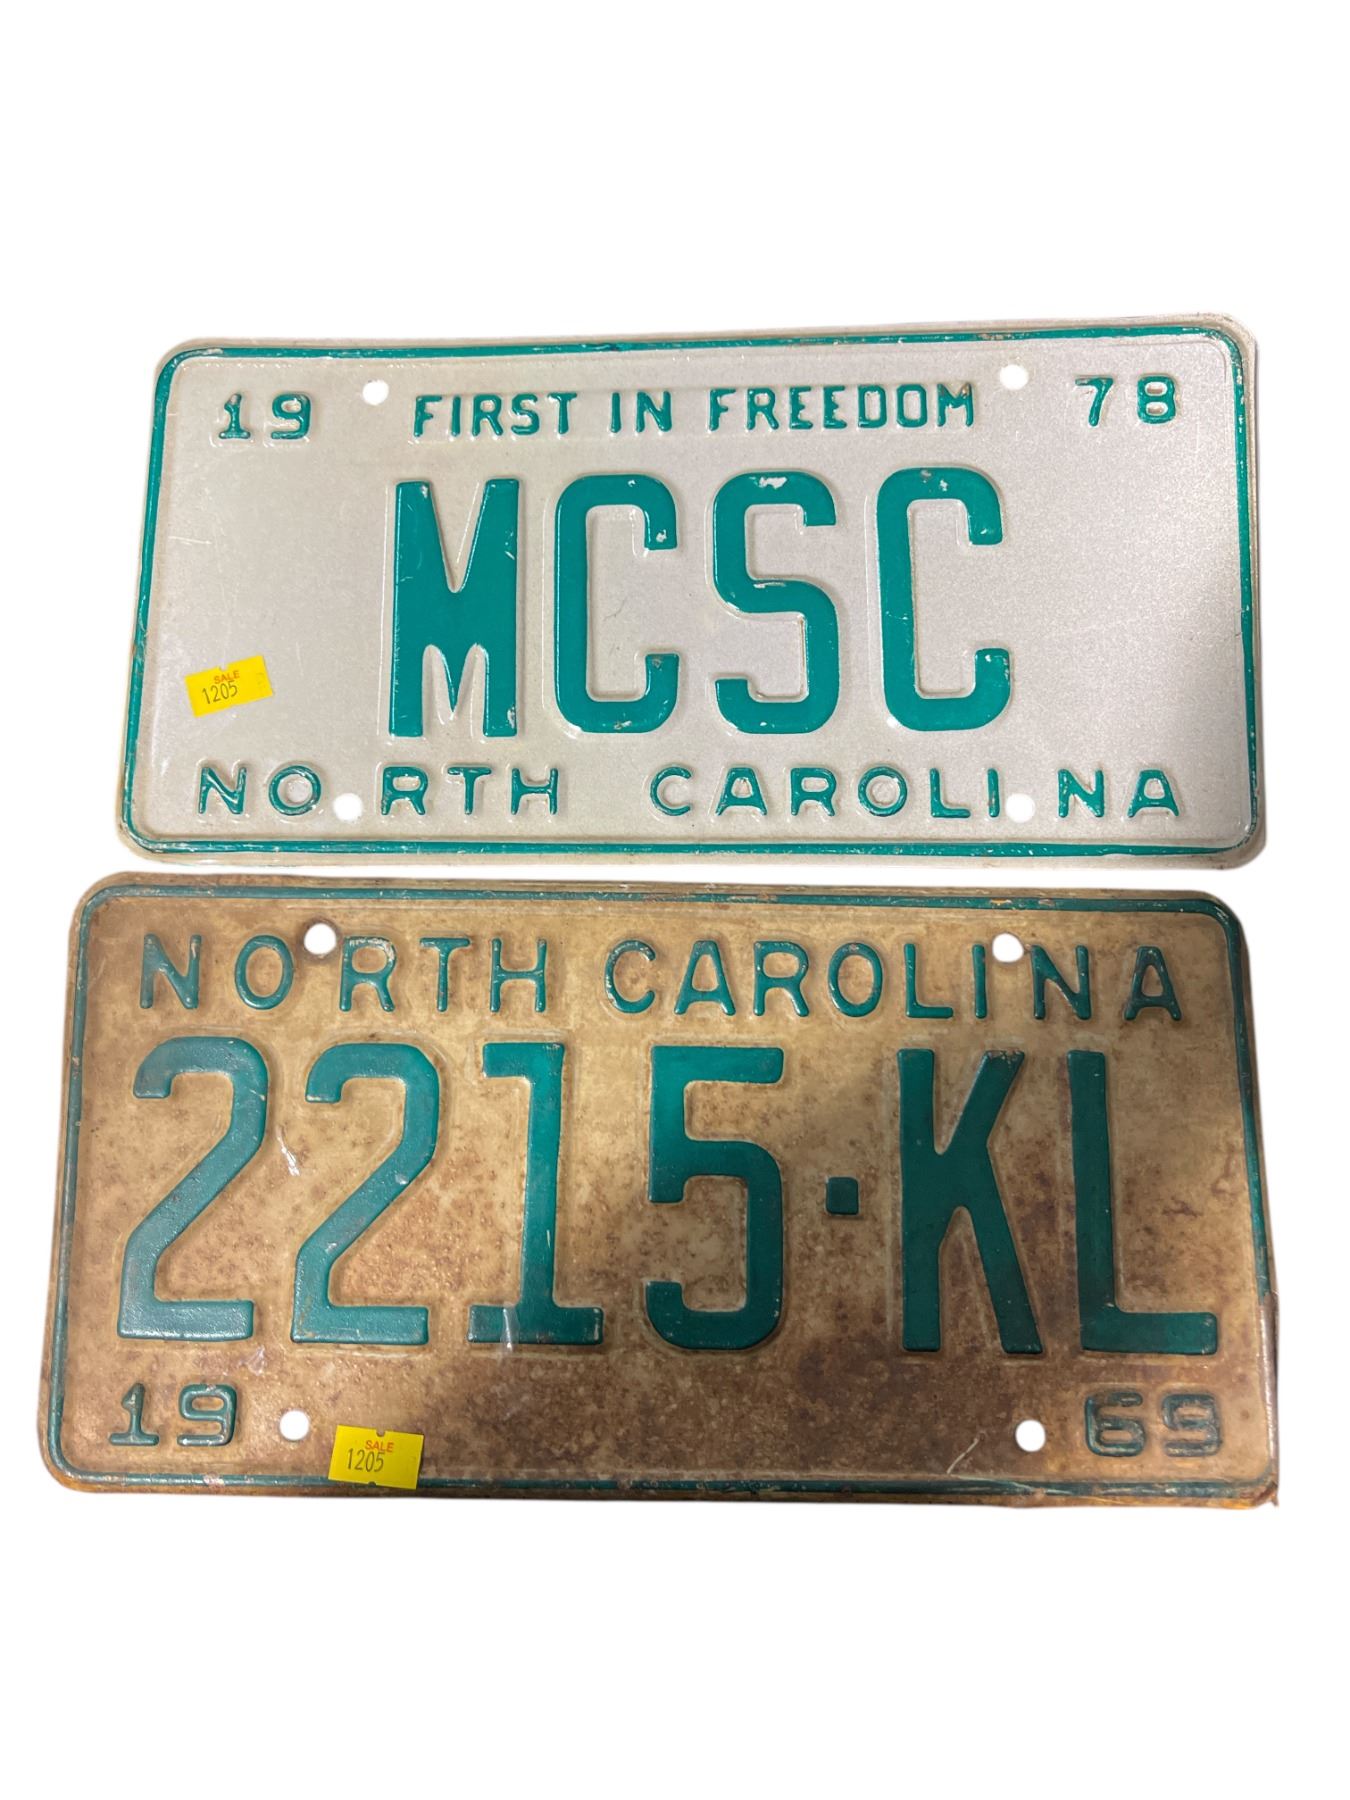 19 FIRST IN FREEDOM 78
MCSC
SALE
1205
NORTH CAROLINA
NORTH CAROLINA
2215·KL
19 69
SALE
1205